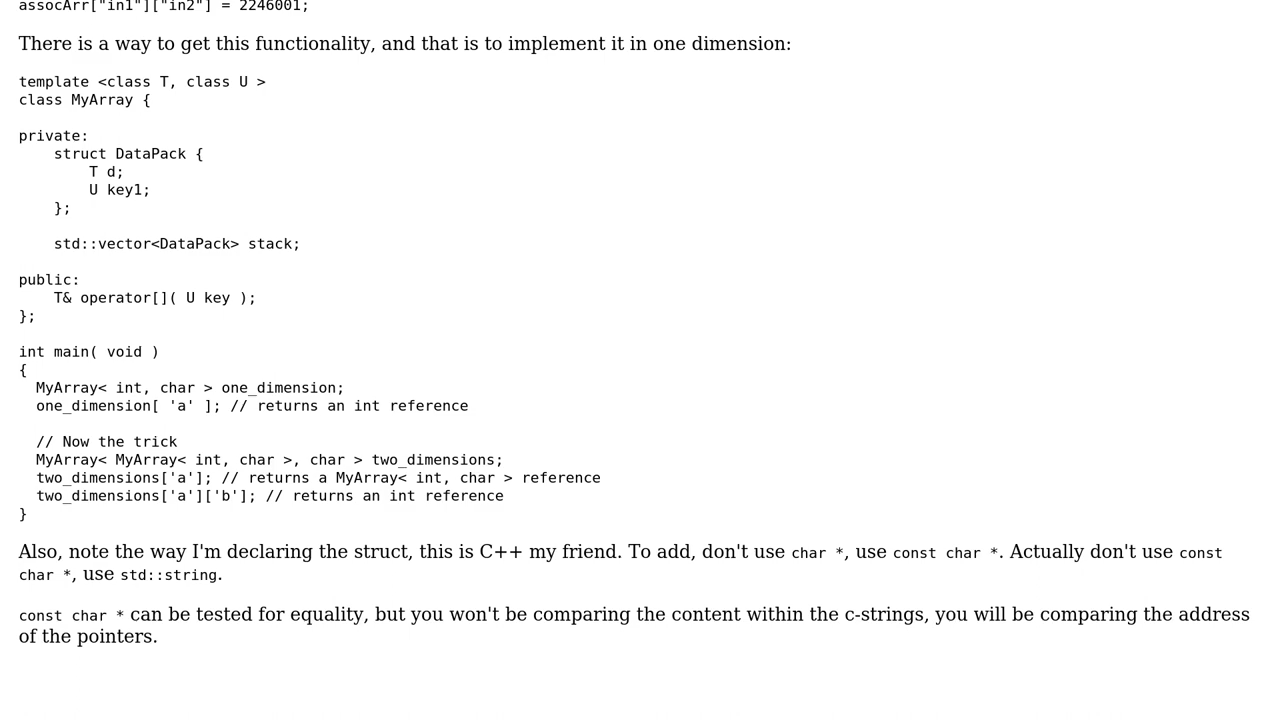 assocArr["in1"]["in2"] = 2246001;
There is a way to get this functionality, and that is to implement it in one dimension:
template <class T, class U >
class MyArray {
private:
    struct DataPack {
        T d;
        U key1;
    };
    std::vector<DataPack> stack;
public:
    T& operator[]( U key );
};
int main( void )
{
  MyArray< int, char > one_dimension;
  one_dimension[ 'a' ]; // returns an int reference
  // Now the trick
  MyArray< MyArray< int, char >, char > two_dimensions;
  two_dimensions['a']; // returns a MyArray< int, char > reference
  two_dimensions['a']['b']; // returns an int reference
}
Also, note the way I'm declaring the struct, this is C++ my friend. To add, don't use char *, use const char *. Actually don't use const
char *, use std::string.
const char * can be tested for equality, but you won't be comparing the content within the c-strings, you will be comparing the address
of the pointers.